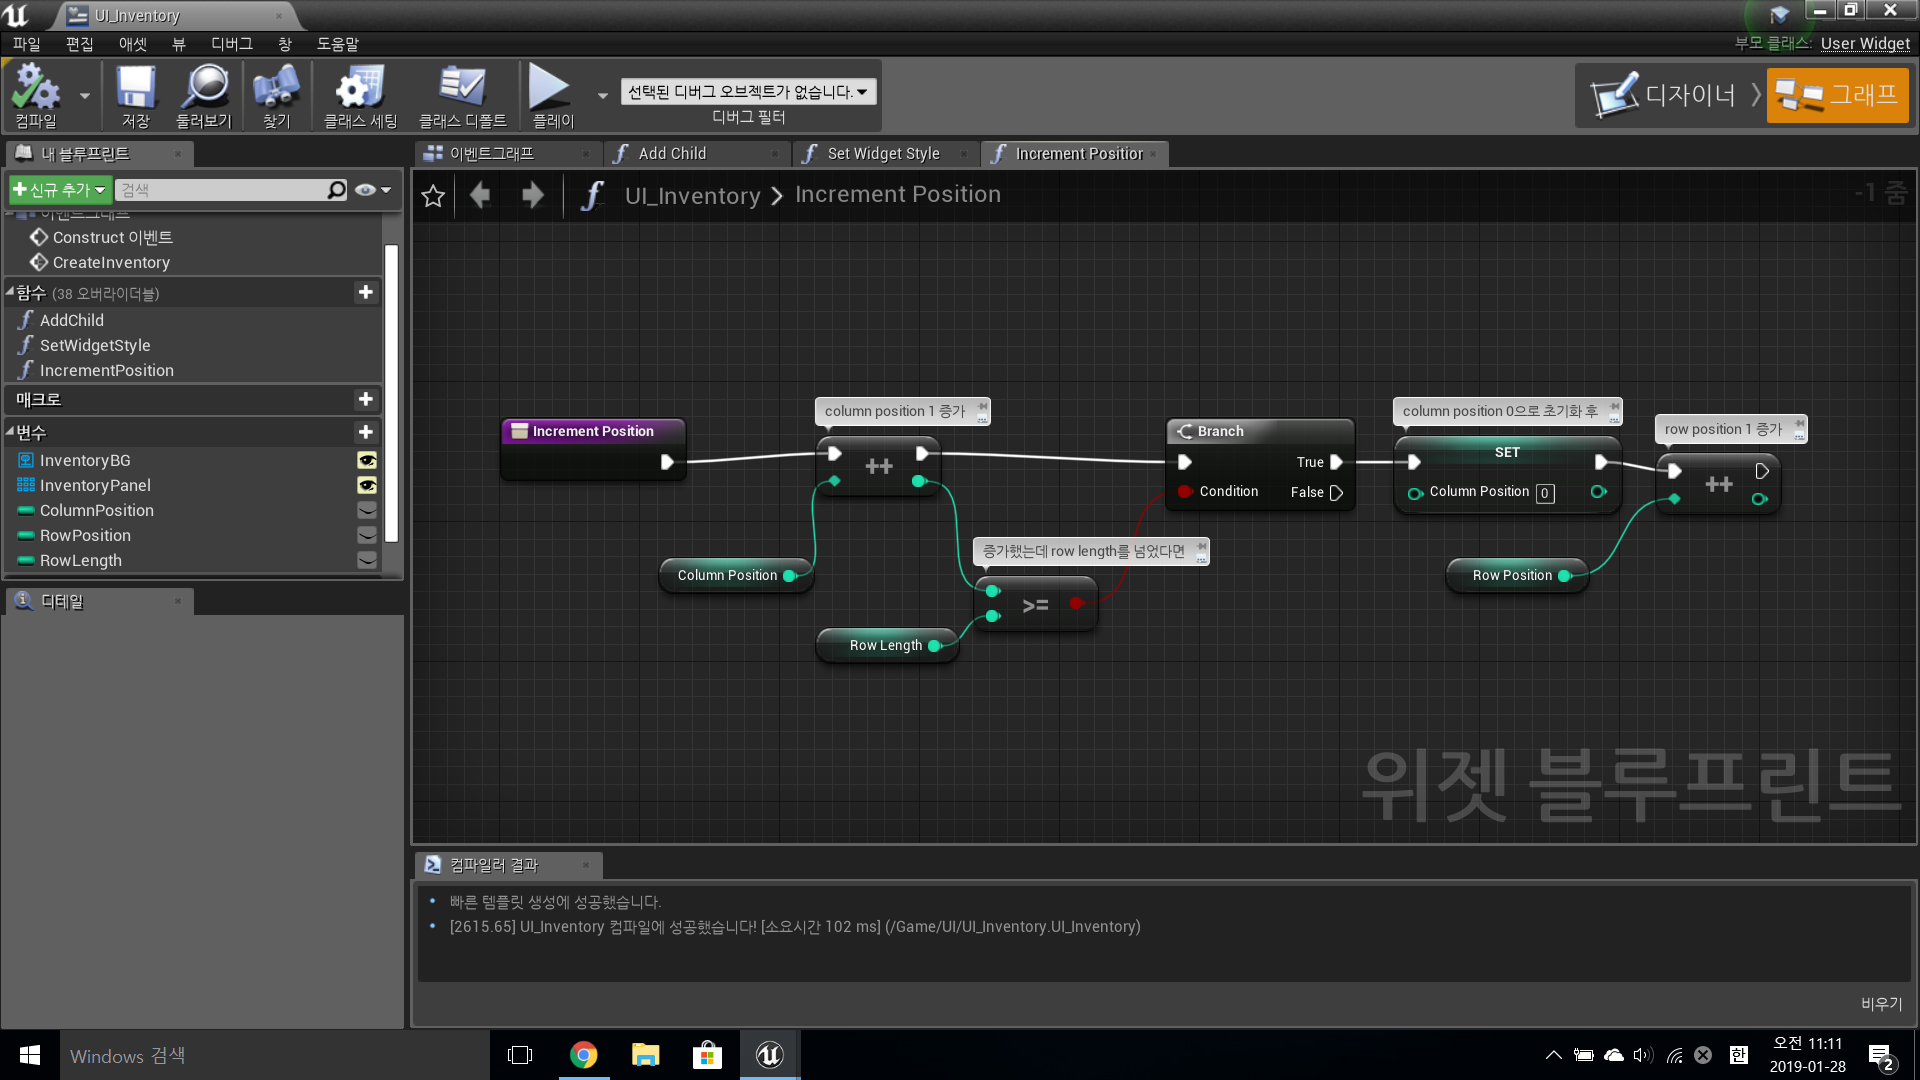 UI_Inventory
파일 편집 애셋 뷰 디버그 창 도움말
부모 클래스: User Widget
컴파일
저장
둘러보기
찾기
클래스 세팅
클래스 디폴트
플레이
선택된 디버그 오브젝트가 없습니다.
디버그 필터
디자이너
그래프
내 블루프린트
신규 추가
검색
이벤트그래프
Construct 이벤트
CreateInventory
함수 (38 오버라이더블)
AddChild
SetWidgetStyle
IncrementPosition
매크로
변수
InventoryBG
InventoryPanel
ColumnPosition
RowPosition
RowLength
디테일
이벤트그래프
Add Child
Set Widget Style
Increment Position
UI_Inventory > Increment Position
-1 줌
Increment Position
column position 1 증가
++
Column Position
증가했는데 row length를 넘었다면
>=
Row Length
Branch
True
Condition
False
column position 0으로 초기화 후
SET
Column Position 0
row position 1 증가
++
Row Position
위젯 블루프린트
컴파일러 결과
빠른 템플릿 생성에 성공했습니다.
[2615.65] UI_Inventory 컴파일에 성공했습니다! [소요시간 102 ms] (/Game/UI/UI_Inventory.UI_Inventory)
비우기
Windows 검색
한
오전 11:11
2019-01-28
2